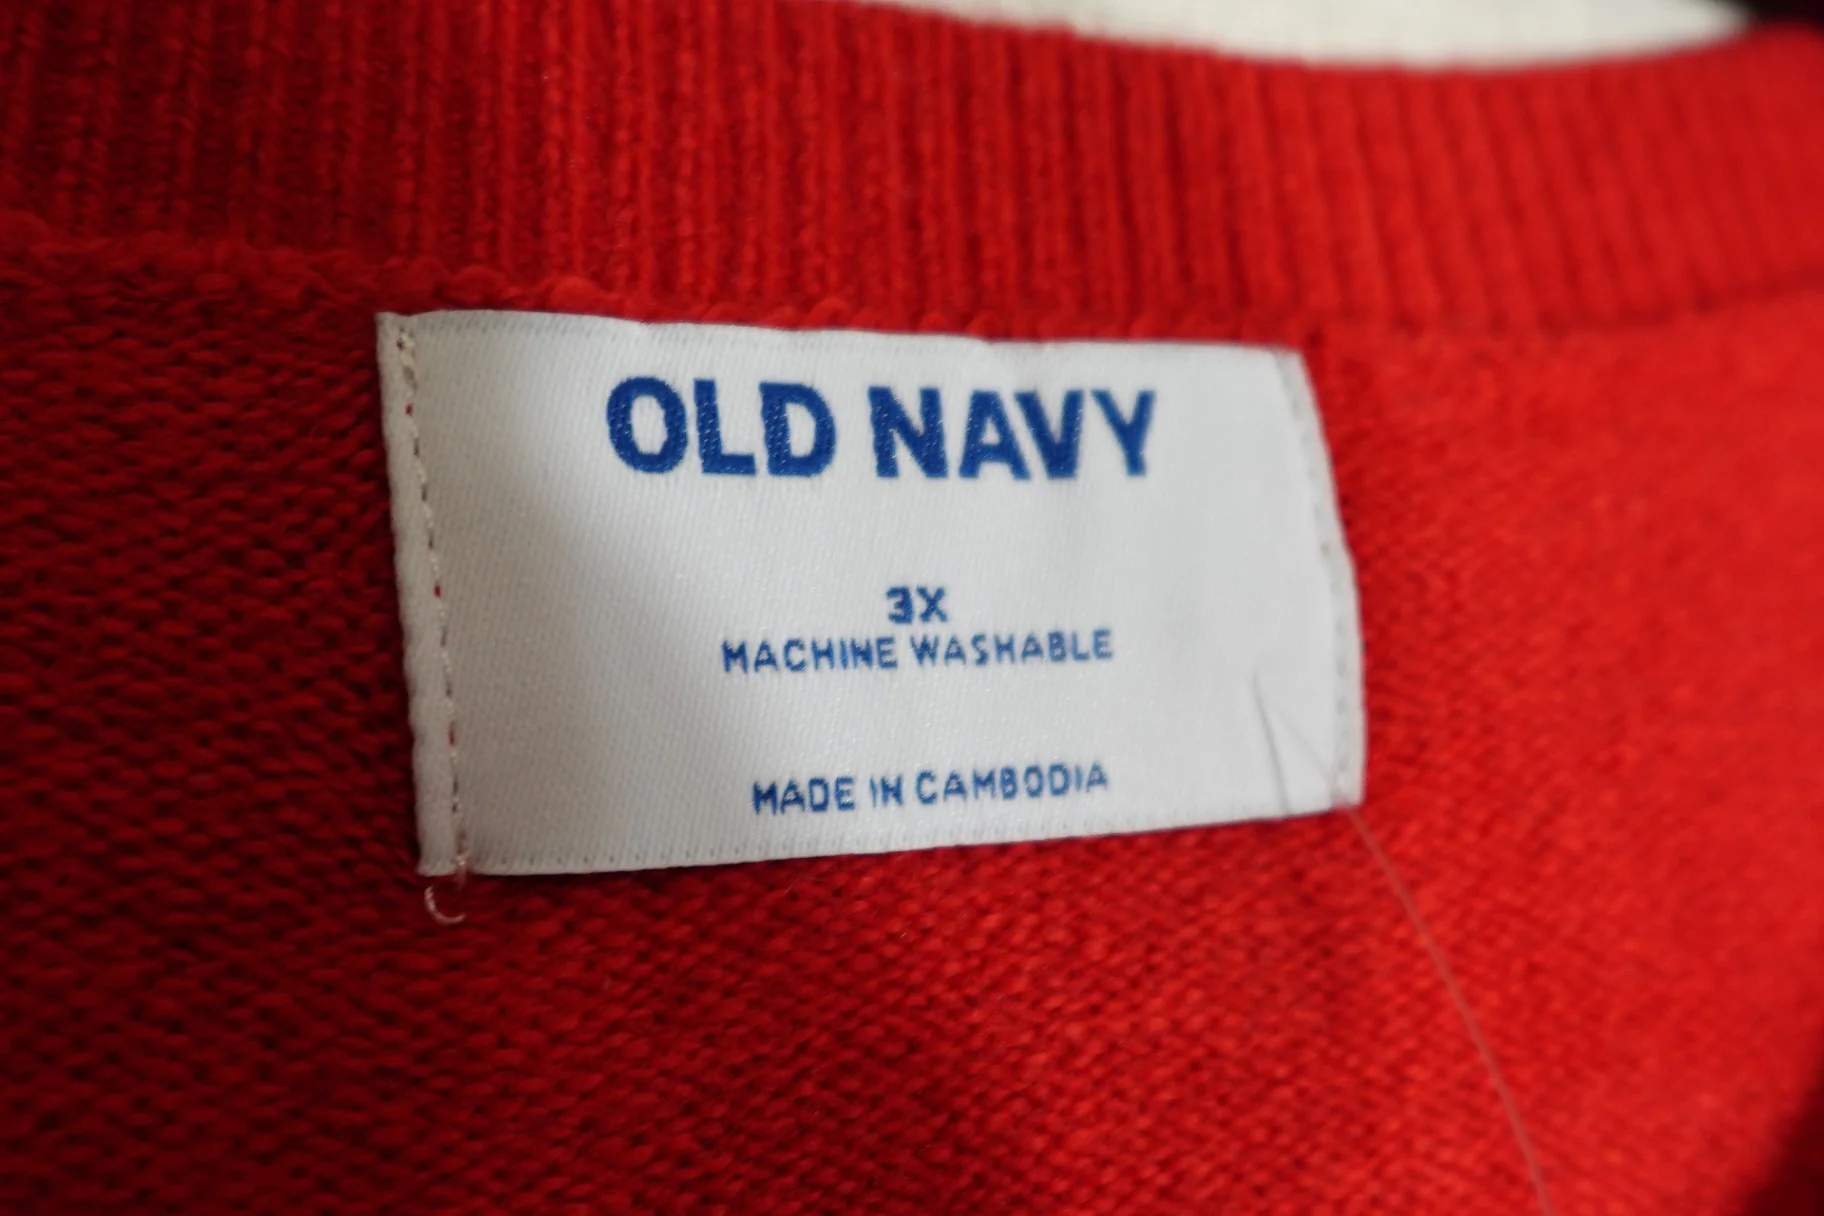 OLD NAVY
3X
MACHINE WASHABLE
MADE IN CAMBODIA